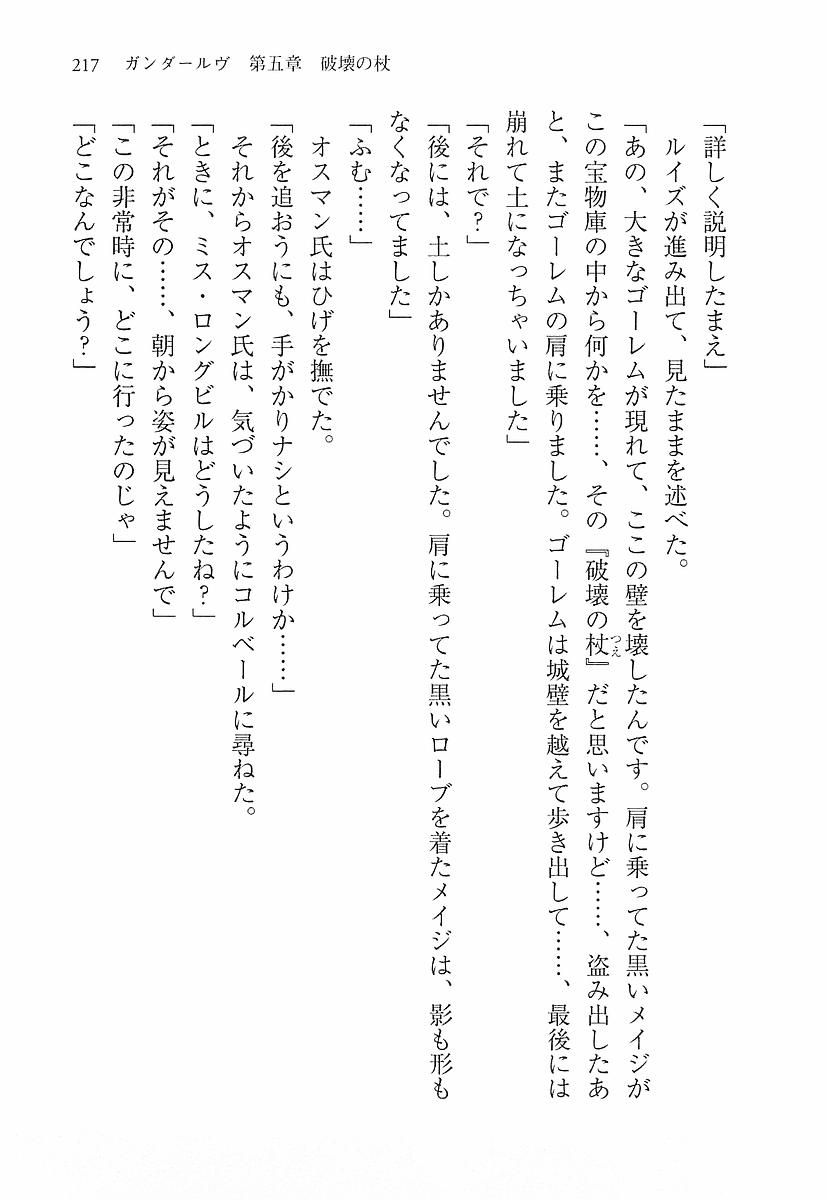 217　ガンダールヴ　第五章　破壊の杖
「詳しく説明したまえ」
　ルイズが進み出て、見たままを述べた。
「あの、大きなゴーレムが現れて、ここの壁を壊したんです。肩に乗ってた黒いメイジが
この宝物庫の中から何かを……、その『破壊の杖つえ』だと思いますけど……、盗み出したあ
と、またゴーレムの肩に乗りました。ゴーレムは城壁を越えて歩き出して……、最後には
崩れて土になっちゃいました」
「それで？」
「後には、土しかありませんでした。肩に乗ってた黒いローブを着たメイジは、影も形も
なくなってました」
「ふむ……」
　オスマン氏はひげを撫でた。
「後を追おうにも、手がかりナシというわけか……」
　それからオスマン氏は、気づいたようにコルベールに尋ねた。
「ときに、ミス・ロングビルはどうしたね？」
「それがその……、朝から姿が見えませんで」
「この非常時に、どこに行ったのじゃ」
「どこなんでしょう？」